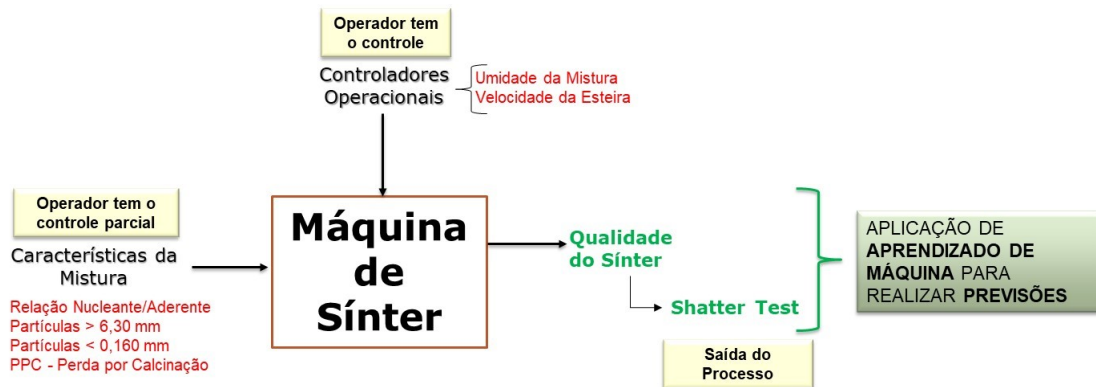 Operador tem
o controle
Controladores
Operacionais
Umidade da Mistura
Velocidade da Esteira
Operador tem o
controle parcial
Características da
Mistura
Relação Nucleante/Aderente
Partículas > 6,30 mm
Partículas < 0,160 mm
PPC - Perda por Calcinação
Máquina
de
Sínter
Qualidade
do Sínter
Shatter Test
Saída do
Processo
APLICAÇÃO DE
APRENDIZADO DE
MÁQUINA PARA
REALIZAR PREVISÕES